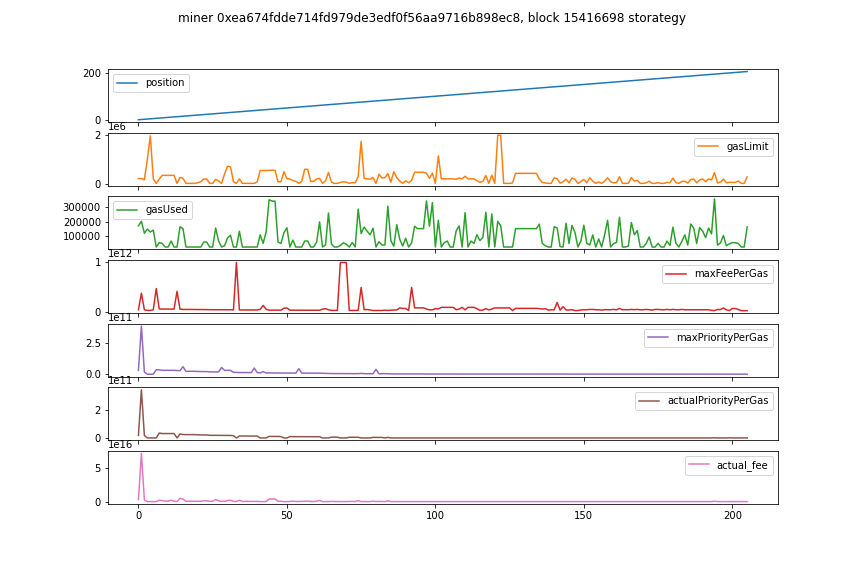 miner 0xea674fdde714fd979de3edf0f56aa9716b898ec8, block 15416698 storategy
200
0
position
1e6
2
0
gasLimit
300000
200000
100000
gasUsed
1e12
1
0
maxFeePerGas
1e11
2.5
0.0
maxPriorityPerGas
1e11
2
0
actualPriorityPerGas
1e16
5
0
actual_fee
0 50 100 150 200